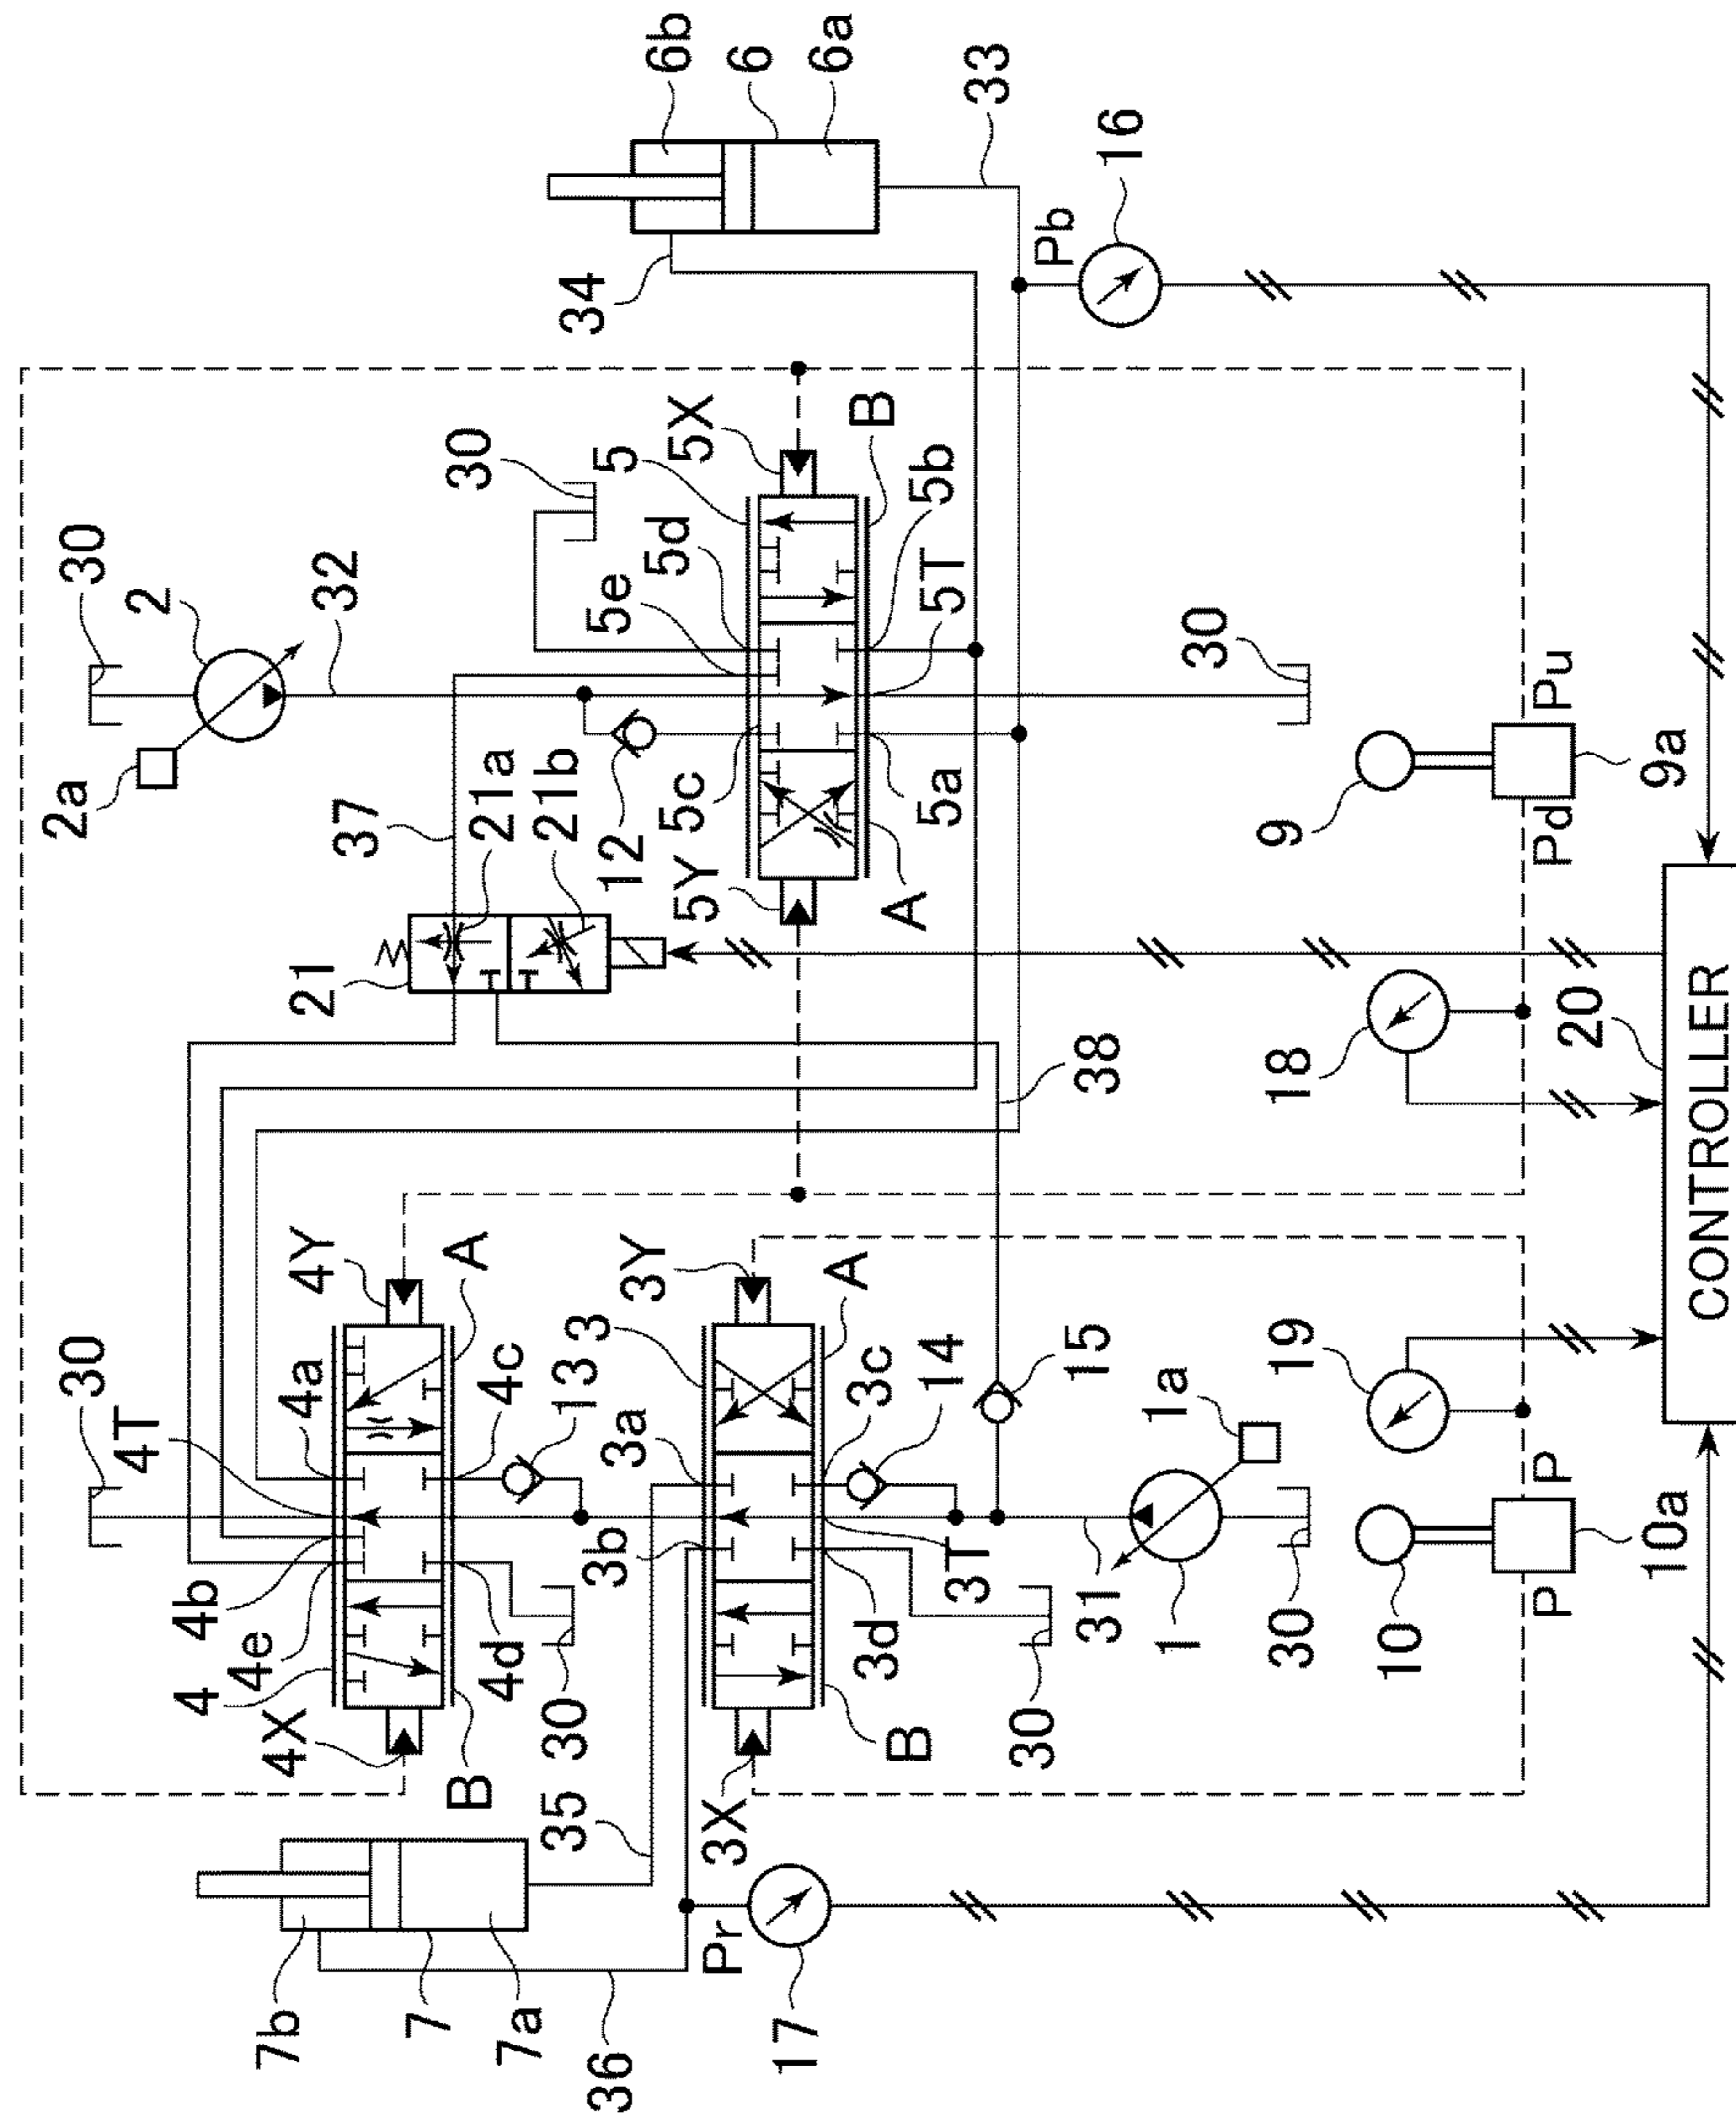 30
2
2a
32
37
21a
21b
21
12
30
5
5X
5d
5e
5c
5Y
B
5b
5T
5a
A
6b
6
6a
34
33
Pb
16
30
9
9a
Pu
Pd
18
20
CONTROLLER
38
30
4T
4a
4Y
A
4c
13
4b
4e
4
4X
4d
30
B
3Y
3
A
3a
3c
14
15
3b
3T
3d
3X
B
30
31
1
1a
30
19
10
10a
P
P
35
7b
7
7a
36
Pr
17